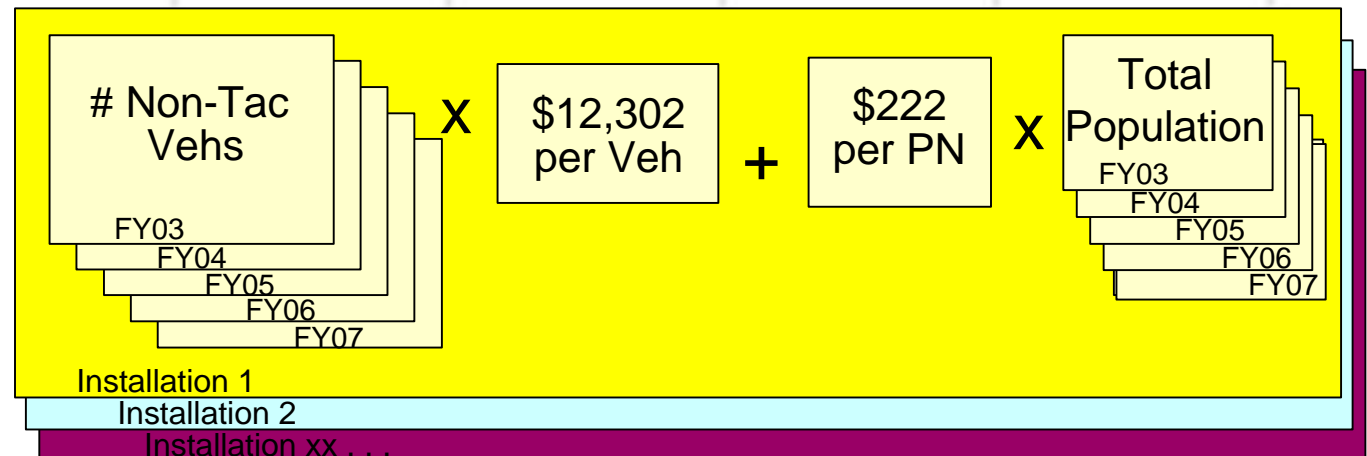 # Non-Tac
Vehs
FY03
FY04
FY05
FY06
FY07
x
$12,302
per Veh
+
$222
per PN
x
Total
Population
FY03
FY04
FY05
FY06
FY07
Installation 1
Installation 2
Installation xx . . .